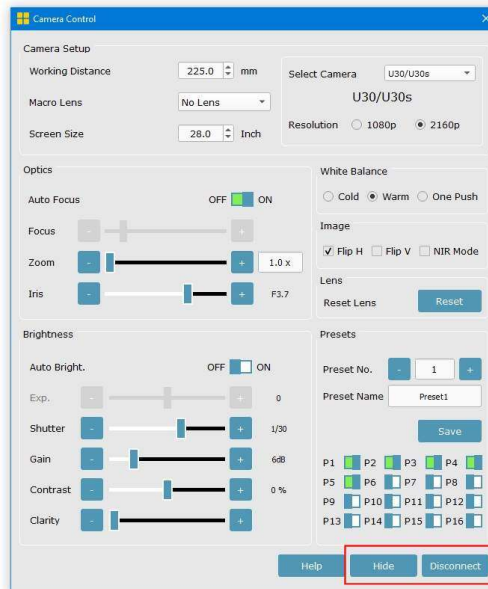 Camera Control
Camera Setup
Working Distance 225.0 mm
Macro Lens No Lens
Screen Size 28.0 Inch
Select Camera U30/U30s
U30/U30s
Resolution 1080p 2160p
Optics
Auto Focus OFF ON
Focus - +
Zoom - + 1.0 x
Iris - + F3.7
White Balance
Cold Warm One Push
Image
Flip H Flip V NIR Mode
Lens
Reset Lens Reset
Brightness
Auto Bright. OFF ON
Exp. - + 0
Shutter - + 1/30
Gain - + 6dB
Contrast - + 0 %
Clarity - +
Presets
Preset No. - 1 +
Preset Name Preset1
Save
P1 P2 P3 P4
P5 P6 P7 P8
P9 P10 P11 P12
P13 P14 P15 P16
Help Hide Disconnect